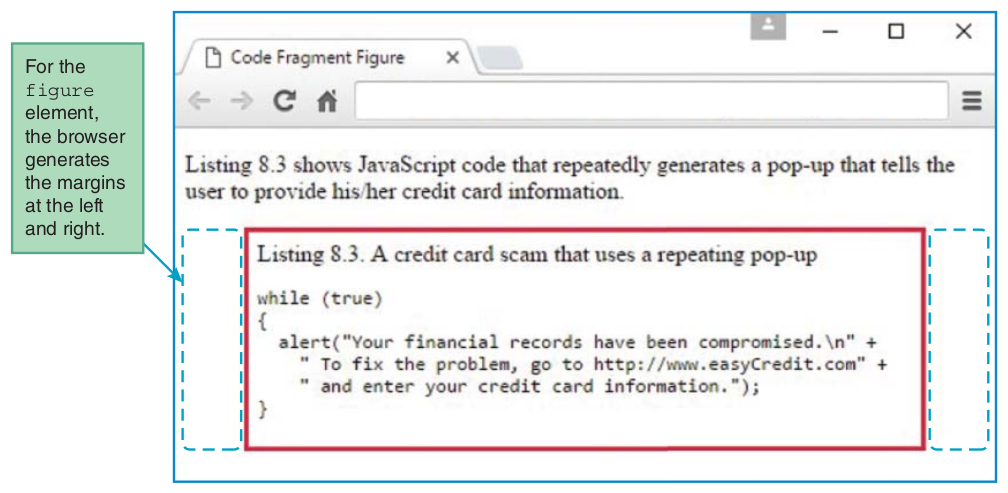 For the
figure
element,
the browser
generates
the margins
at the left
and right.
Code Fragment Figure
Listing 8.3 shows JavaScript code that repeatedly generates a pop-up that tells the
user to provide his/her credit card information.
Listing 8.3. A credit card scam that uses a repeating pop-up
while (true)
{
  alert("Your financial records have been compromised.\n" +
    " To fix the problem, go to http://www.easyCredit.com" +
    " and enter your credit card information.");
}